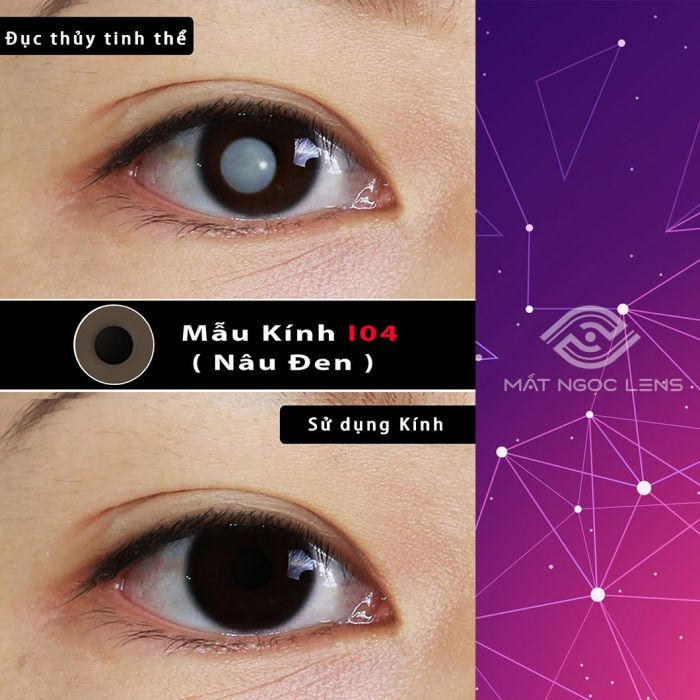 Đục thủy tinh thể
Mẫu Kính I04
( Nâu Đen )
MẮT NGỌC LENS
Sử dụng Kính